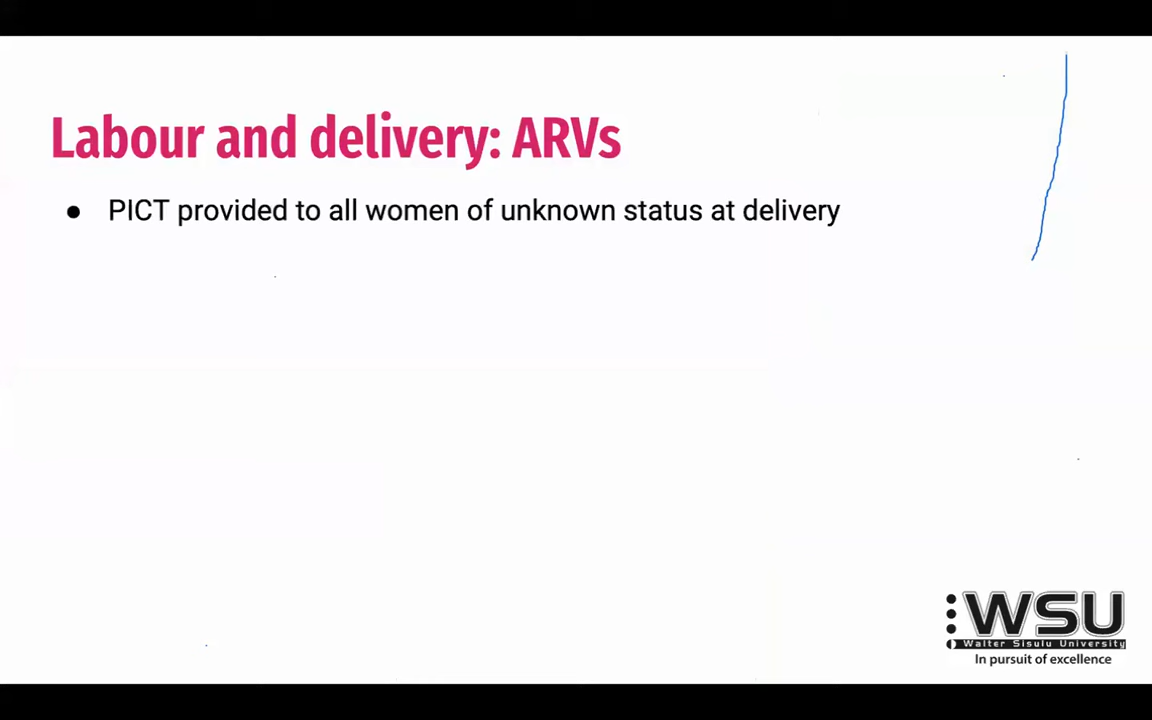 Labour and delivery: ARVs
● PICT provided to all women of unknown status at delivery
WSU
Walter Sisulu University
In pursuit of excellence